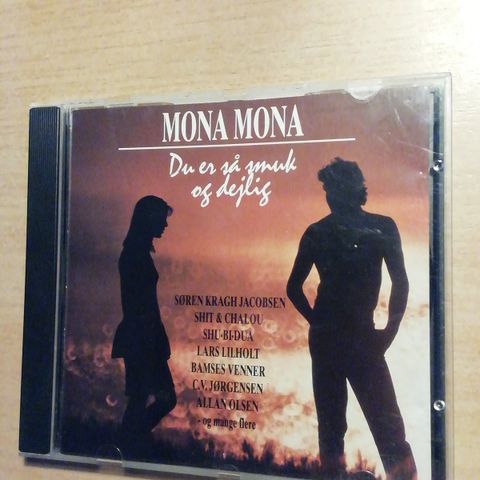 MONA MONA
Du er så smuk
og dejlig
SØREN KRAGH JACOBSEN
SHIT & CHALOU
SHU-BI-DUA
LARS LILHOLT
BAMSES VENNER
C.V. JØRGENSEN
ALLAN OLSEN
- og mange flere